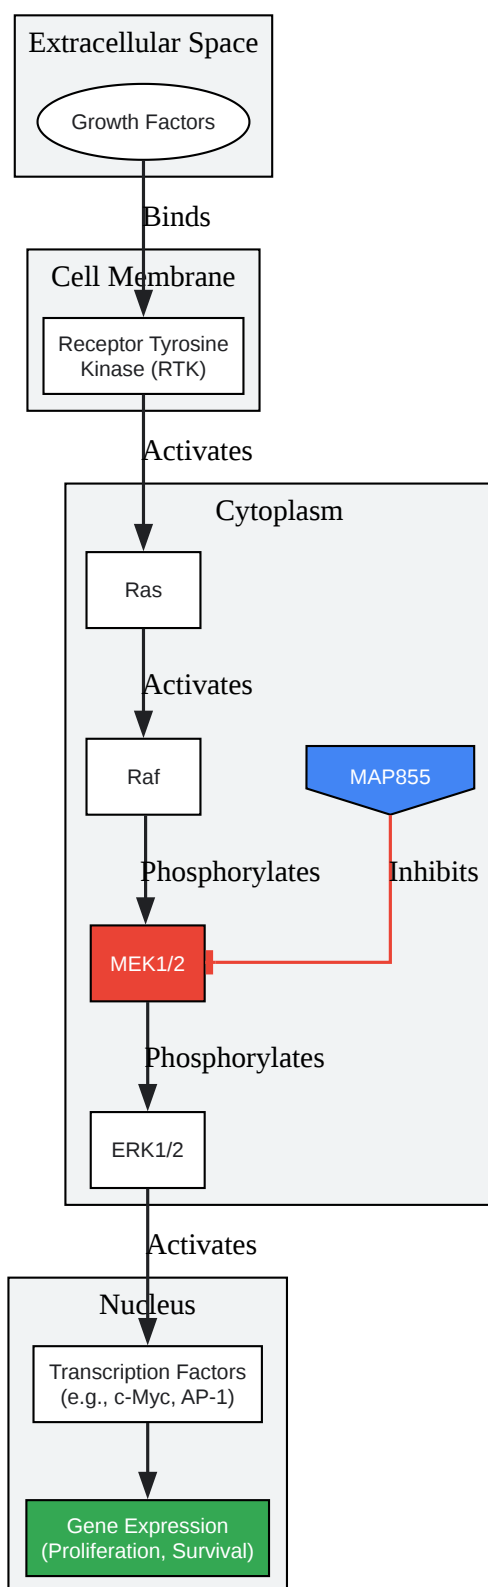 Extracellular Space
Growth Factors
Binds
Cell Membrane
Receptor Tyrosine
Kinase (RTK)
Activates
Cytoplasm
Ras
Activates
Raf
MAP855
Phosphorylates
Inhibits
MEK1/2
Phosphorylates
ERK1/2
Activates
Nucleus
Transcription Factors
(e.g., c-Myc, AP-1)
Gene Expression
(Proliferation, Survival)